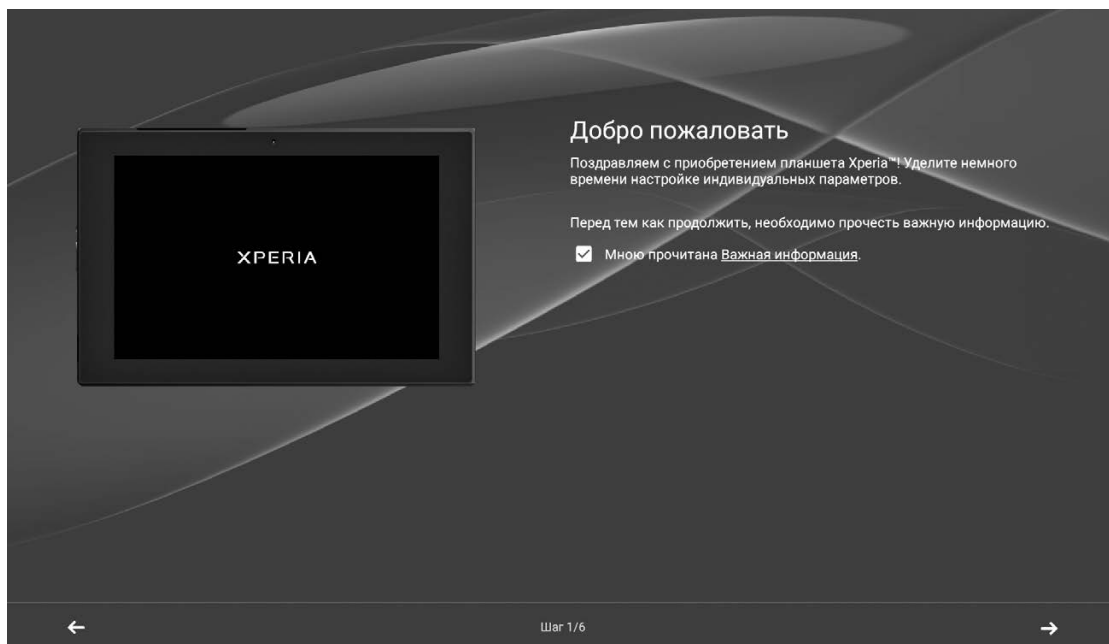 Добро пожаловать
Поздравляем с приобретением планшета Xperia™! Уделите немного
времени настройке индивидуальных параметров.
Перед тем как продолжить, необходимо прочесть важную информацию.
Мною прочитана Важная информация.
XPERIA
Шаг 1/6